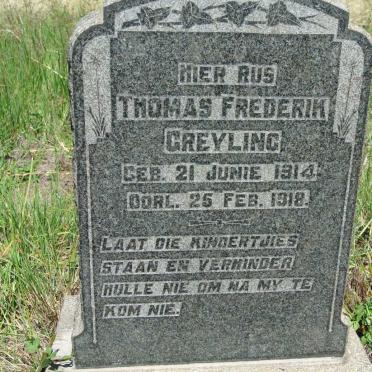 Hier rus
Thomas Frederik
Greyling
Geb. 21 Junie 1914
Oorl. 25 Feb. 1918.
Laat die kindertjies
staan en verhinder
hulle nie om na my te
kom nie.